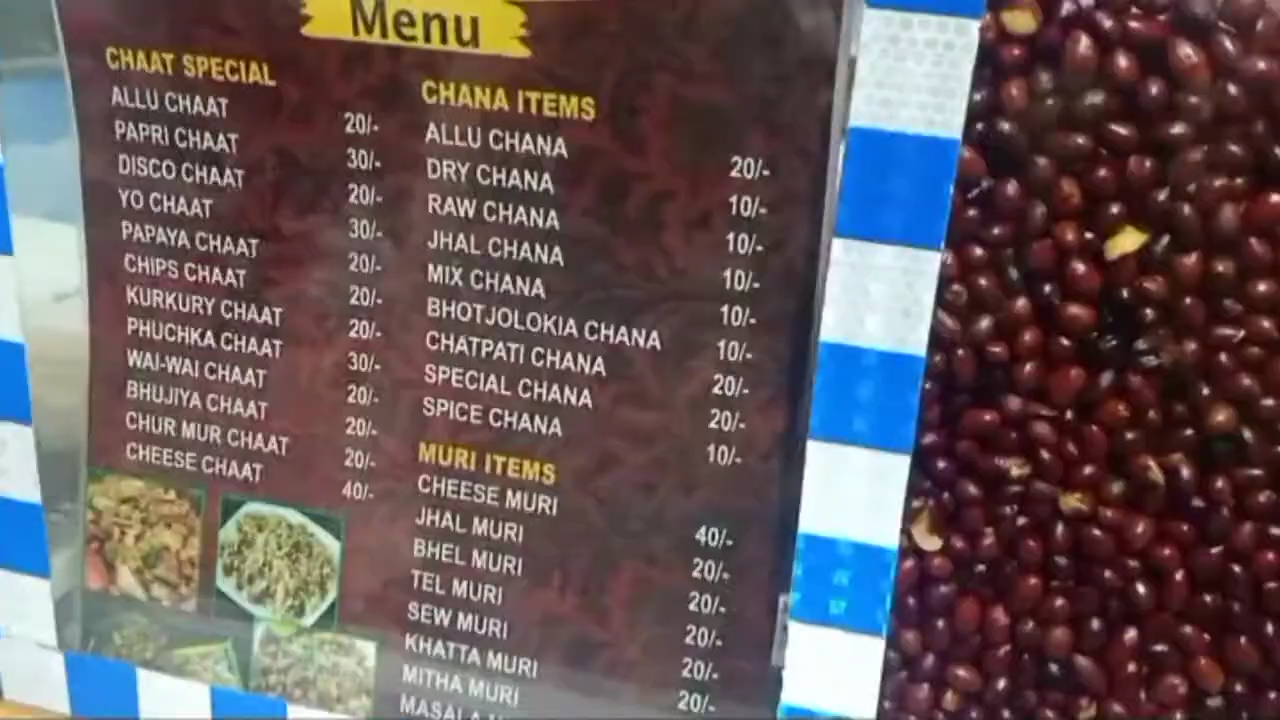 Menu
CHAAT SPECIAL
ALLU CHAAT 20/-
PAPRI CHAAT 30/-
DISCO CHAAT 20/-
YO CHAAT 30/-
PAPAYA CHAAT 20/-
CHIPS CHAAT 20/-
KURKURY CHAAT 20/-
PHUCHKA CHAAT 30/-
WAI-WAI CHAAT 20/-
BHUJIYA CHAAT 20/-
CHUR MUR CHAAT 20/-
CHEESE CHAAT 40/-
CHANA ITEMS
ALLU CHANA 20/-
DRY CHANA 10/-
RAW CHANA 10/-
JHAL CHANA 10/-
MIX CHANA 10/-
BHOTJOLOKIA CHANA 10/-
CHATPATI CHANA 20/-
SPECIAL CHANA 20/-
SPICE CHANA 10/-
MURI ITEMS
CHEESE MURI 40/-
JHAL MURI 20/-
BHEL MURI 20/-
TEL MURI 20/-
SEW MURI 20/-
KHATTA MURI 20/-
MITHA MURI
MASALA